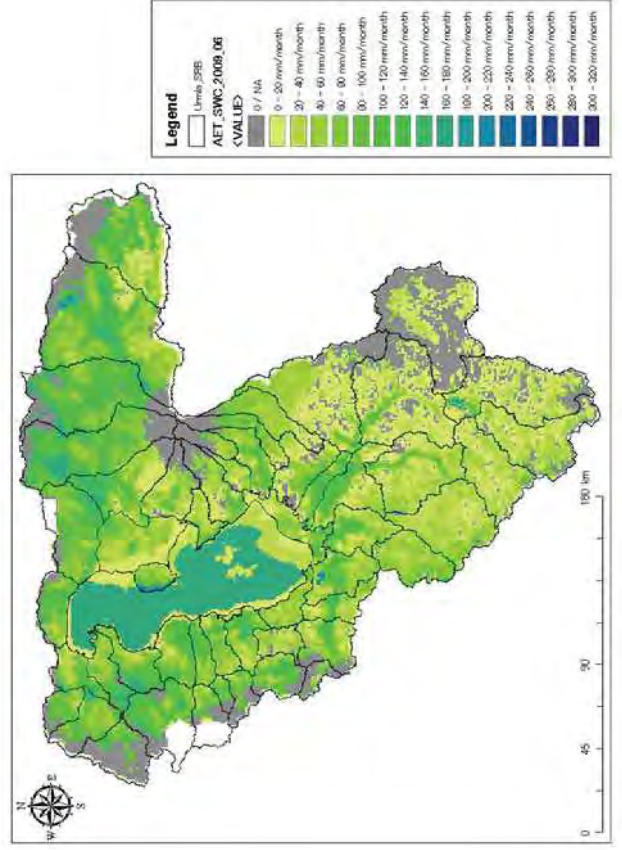 N
W E
S
0 45 90 180 km
Legend
Urmia_SRB
AET_SWC_2009_06
<VALUE>
0 / NA
0 - 20 mm/month
20 - 40 mm/month
40 - 60 mm/month
60 - 80 mm/month
80 - 100 mm/month
100 - 120 mm/month
120 - 140 mm/month
140 - 160 mm/month
160 - 180 mm/month
180 - 200 mm/month
200 - 220 mm/month
220 - 240 mm/month
240 - 260 mm/month
260 - 280 mm/month
280 - 300 mm/month
300 - 320 mm/month